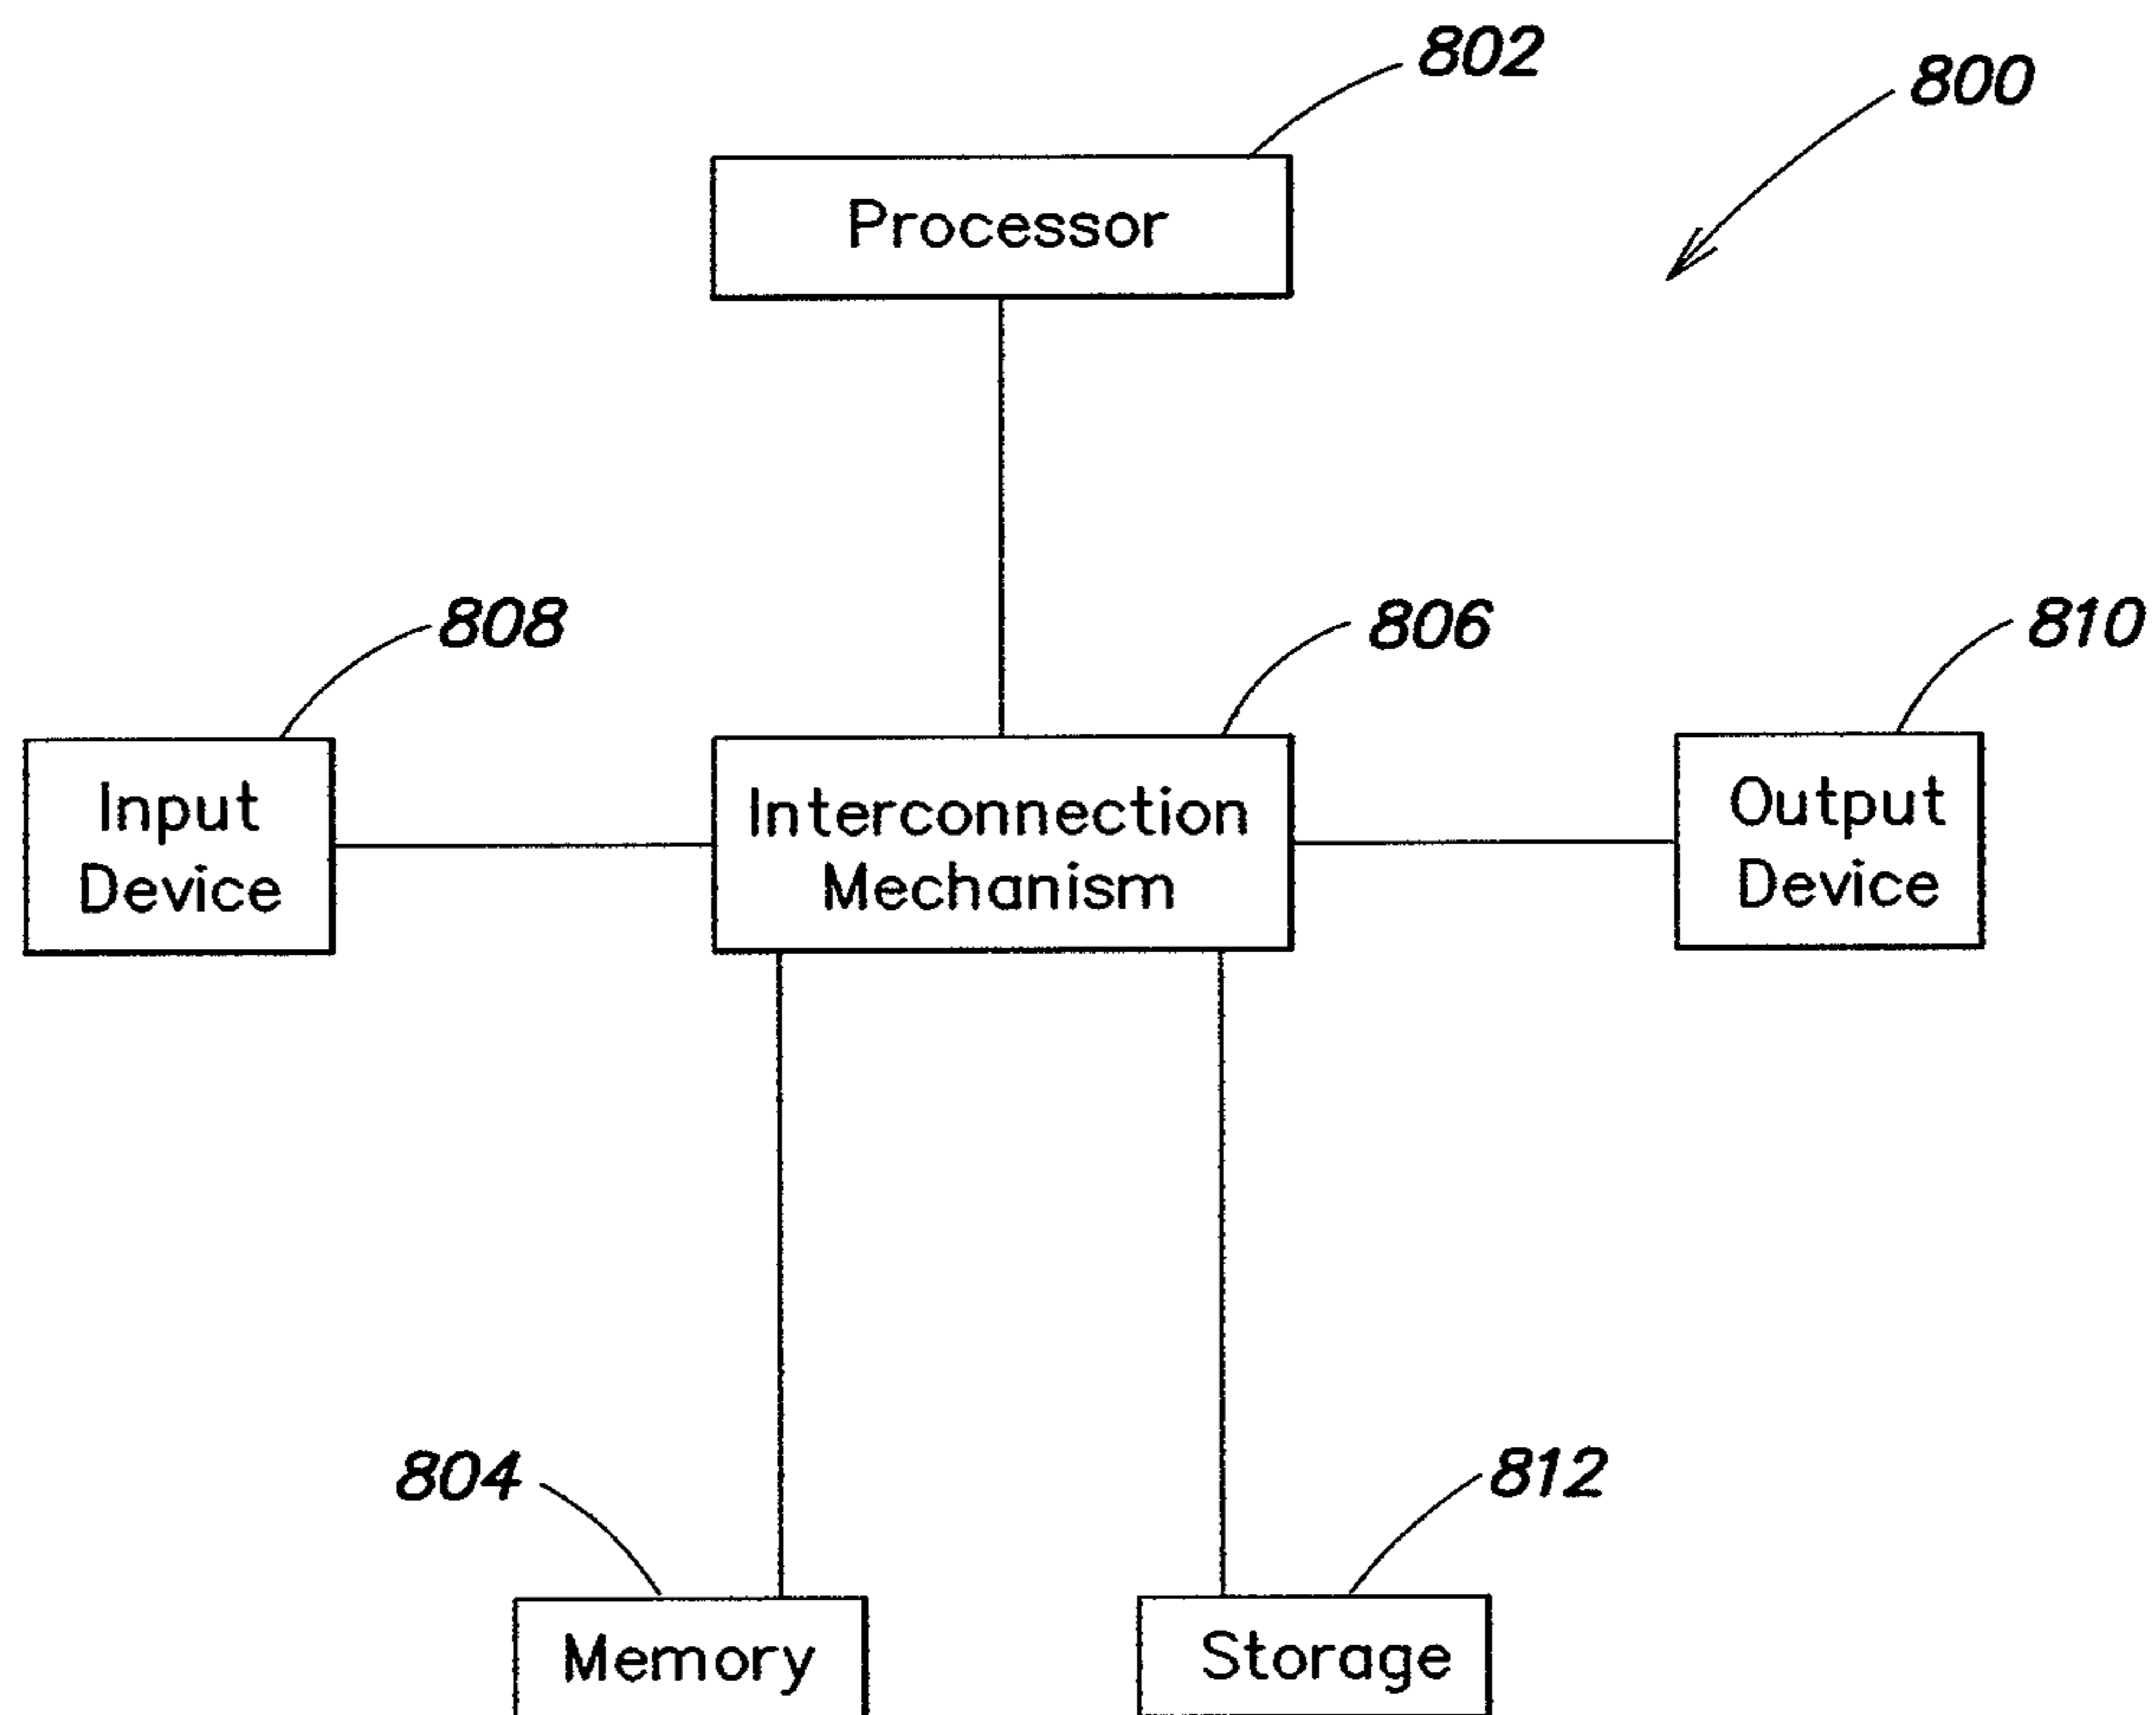 802
800
Processor
808
806
810
Input
Device
Interconnection
Mechanism
Output
Device
804
812
Memory
Storage